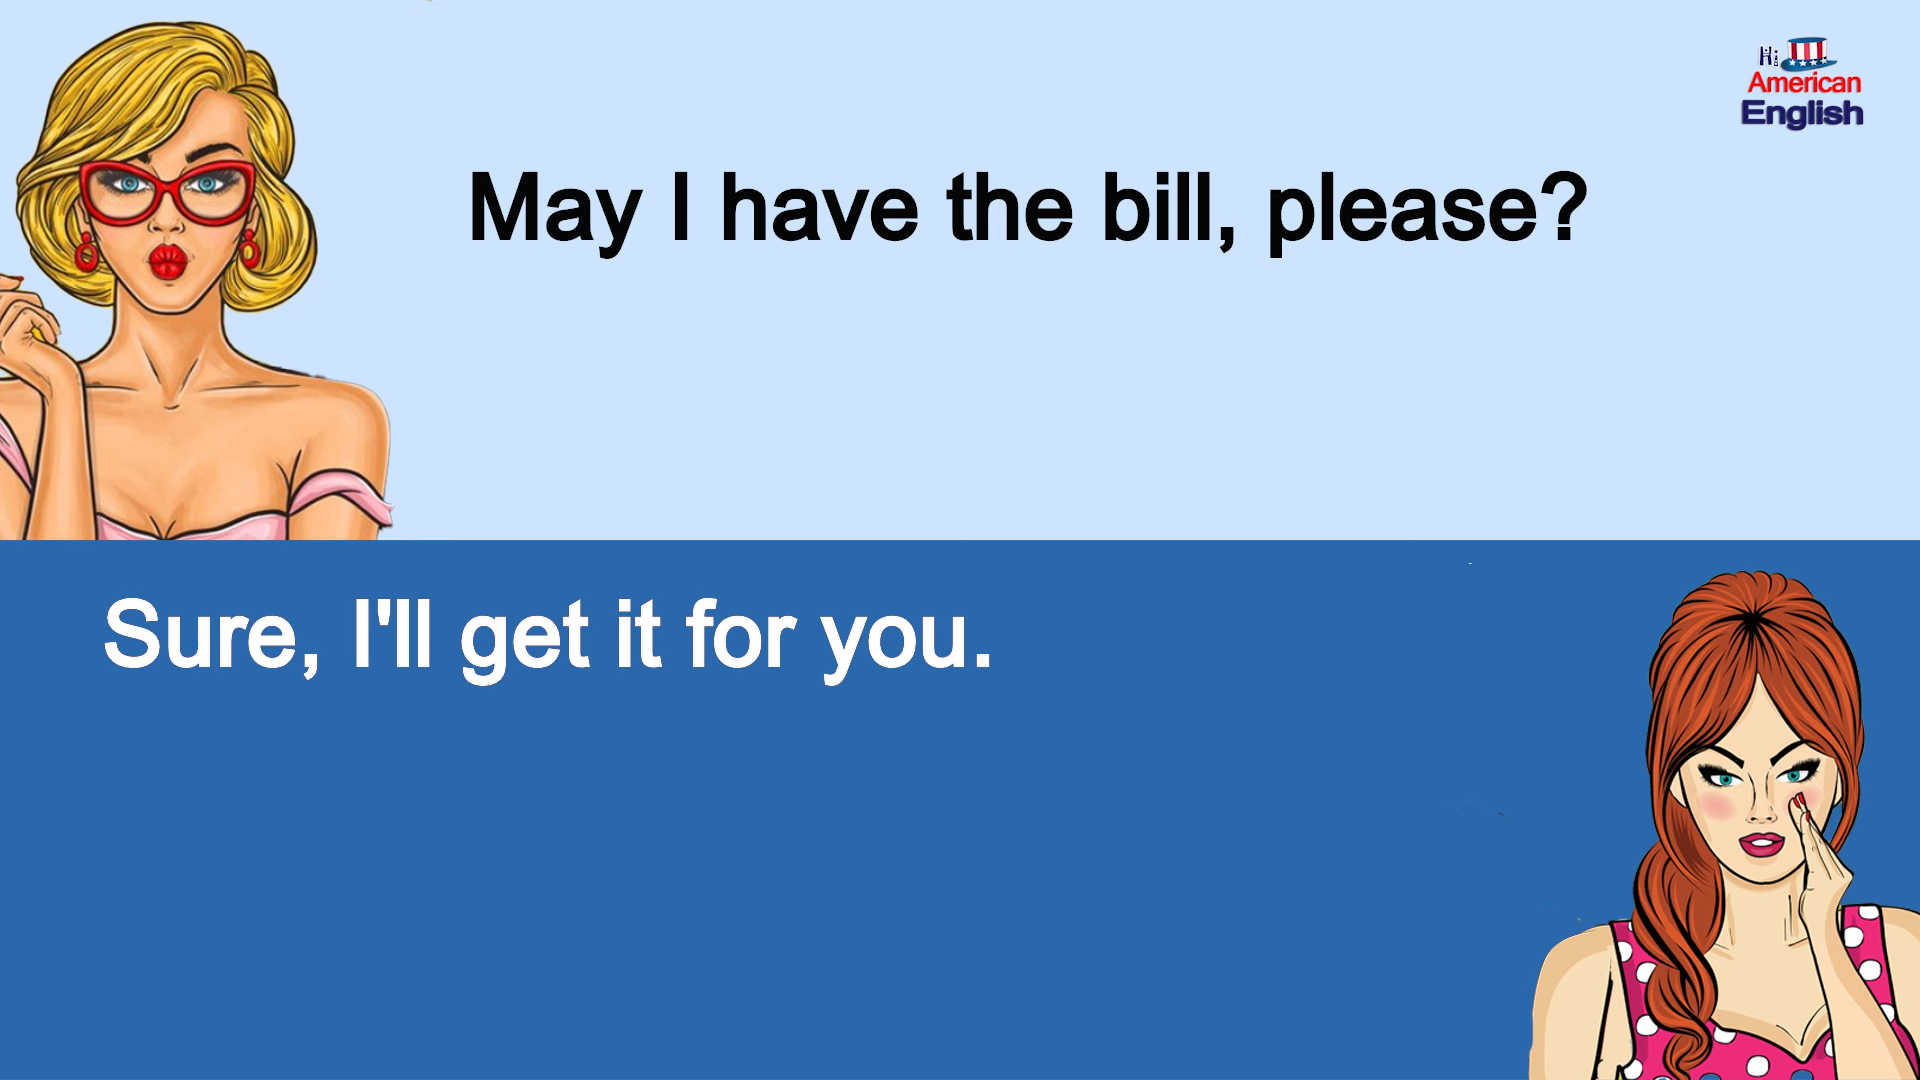 Hi
American
English
May I have the bill, please?
Sure, I'll get it for you.